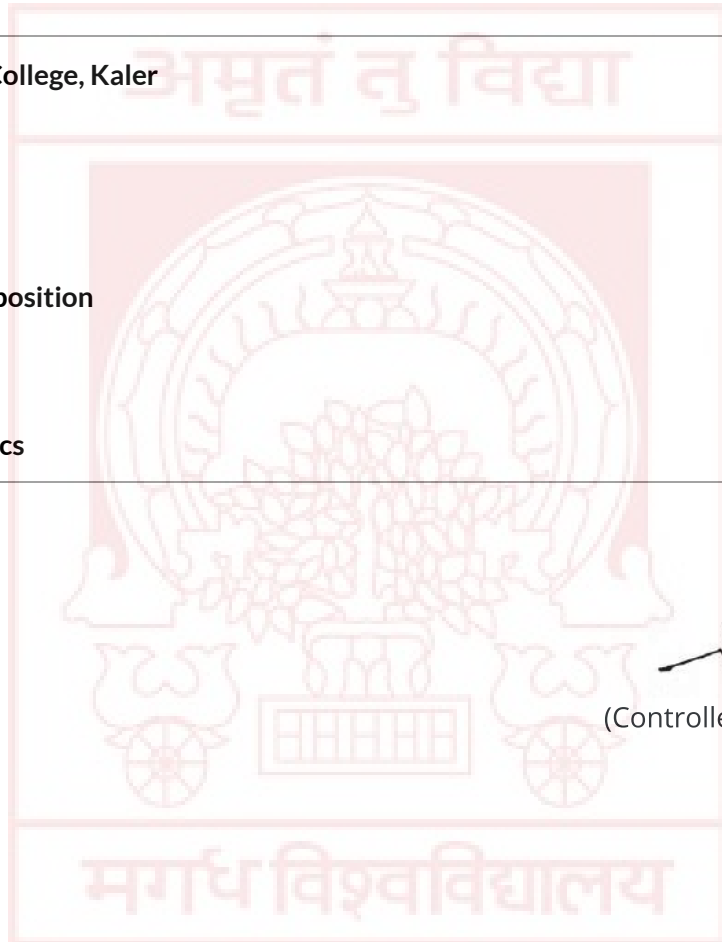 अमृतं तु विद्या
College, Kaler
position
cs
(Controlle
मगध विश्वविद्यालय